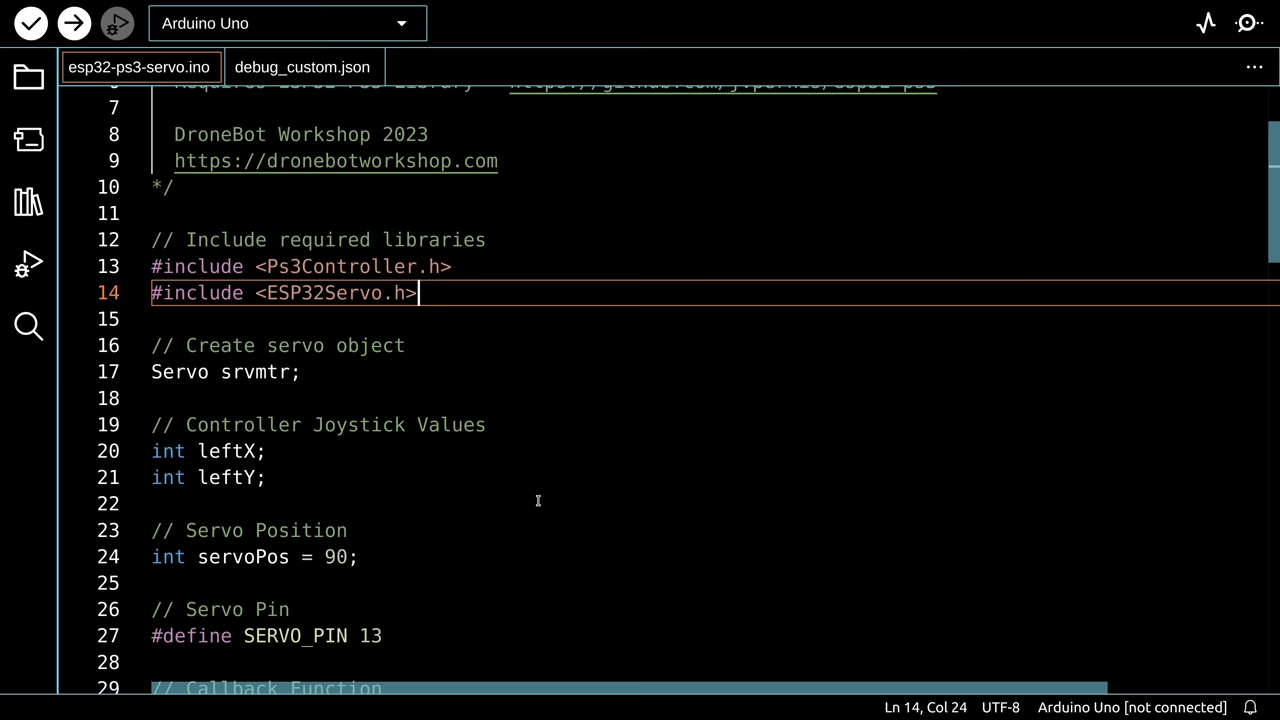 Arduino Uno
esp32-ps3-servo.ino
debug_custom.json
7
8 DroneBot Workshop 2023
9 https://dronebotworkshop.com
10 */
11
12 // Include required libraries
13 #include <Ps3Controller.h>
14 #include <ESP32Servo.h>
15
16 // Create servo object
17 Servo srvmtr;
18
19 // Controller Joystick Values
20 int leftX;
21 int leftY;
22
23 // Servo Position
24 int servoPos = 90;
25
26 // Servo Pin
27 #define SERVO_PIN 13
28
29 // Callback Function
Ln 14, Col 24 UTF-8 Arduino Uno [not connected]